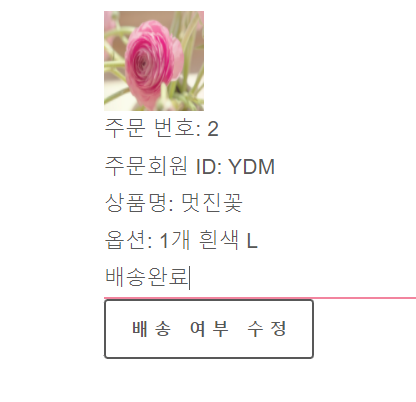 주문 번호: 2
주문회원 ID: YDM
상품명: 멋진꽃
옵션: 1개 흰색 L
배송완료
배송 여부 수정